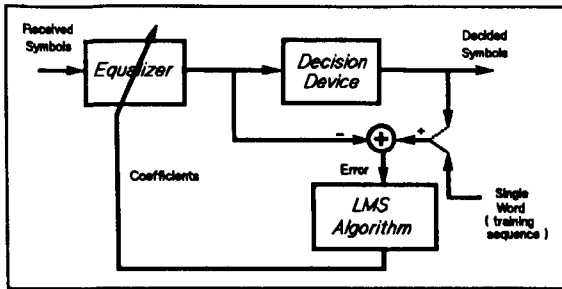 Received
Symbols
Equalizer
Decision
Device
Decided
Symbols
-
+
+
Error
Coefficients
LMS
Algorithm
Single
Word
( training
sequence )